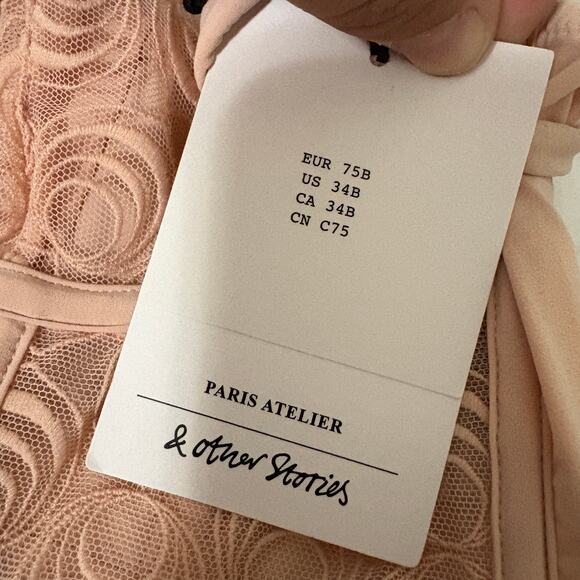 EUR 75B
US 34B
CA 34B
CN C75
PARIS ATELIER
& other Stories